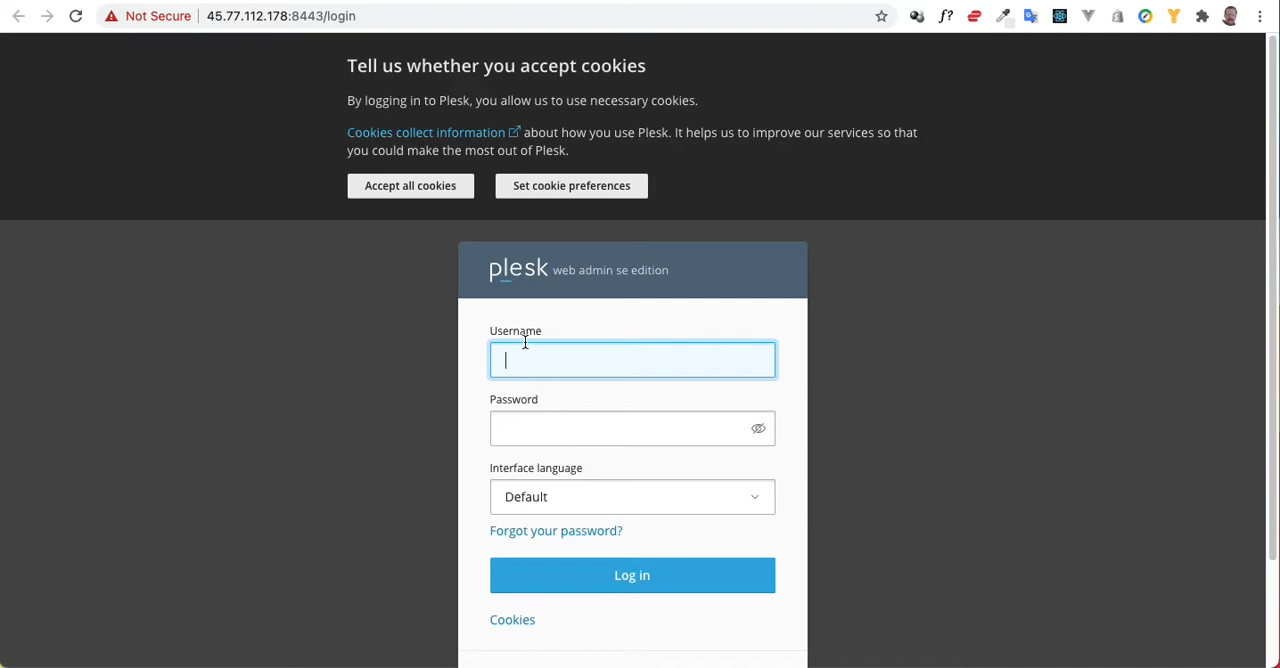 Not Secure
45.77.112.178:8443/login
f?
Tell us whether you accept cookies
By logging in to Plesk, you allow us to use necessary cookies.
Cookies collect information about how you use Plesk. It helps us to improve our services so that
you could make the most out of Plesk.
Accept all cookies
Set cookie preferences
plesk web admin se edition
Username
Password
Interface language
Default
Forgot your password?
Log in
Cookies